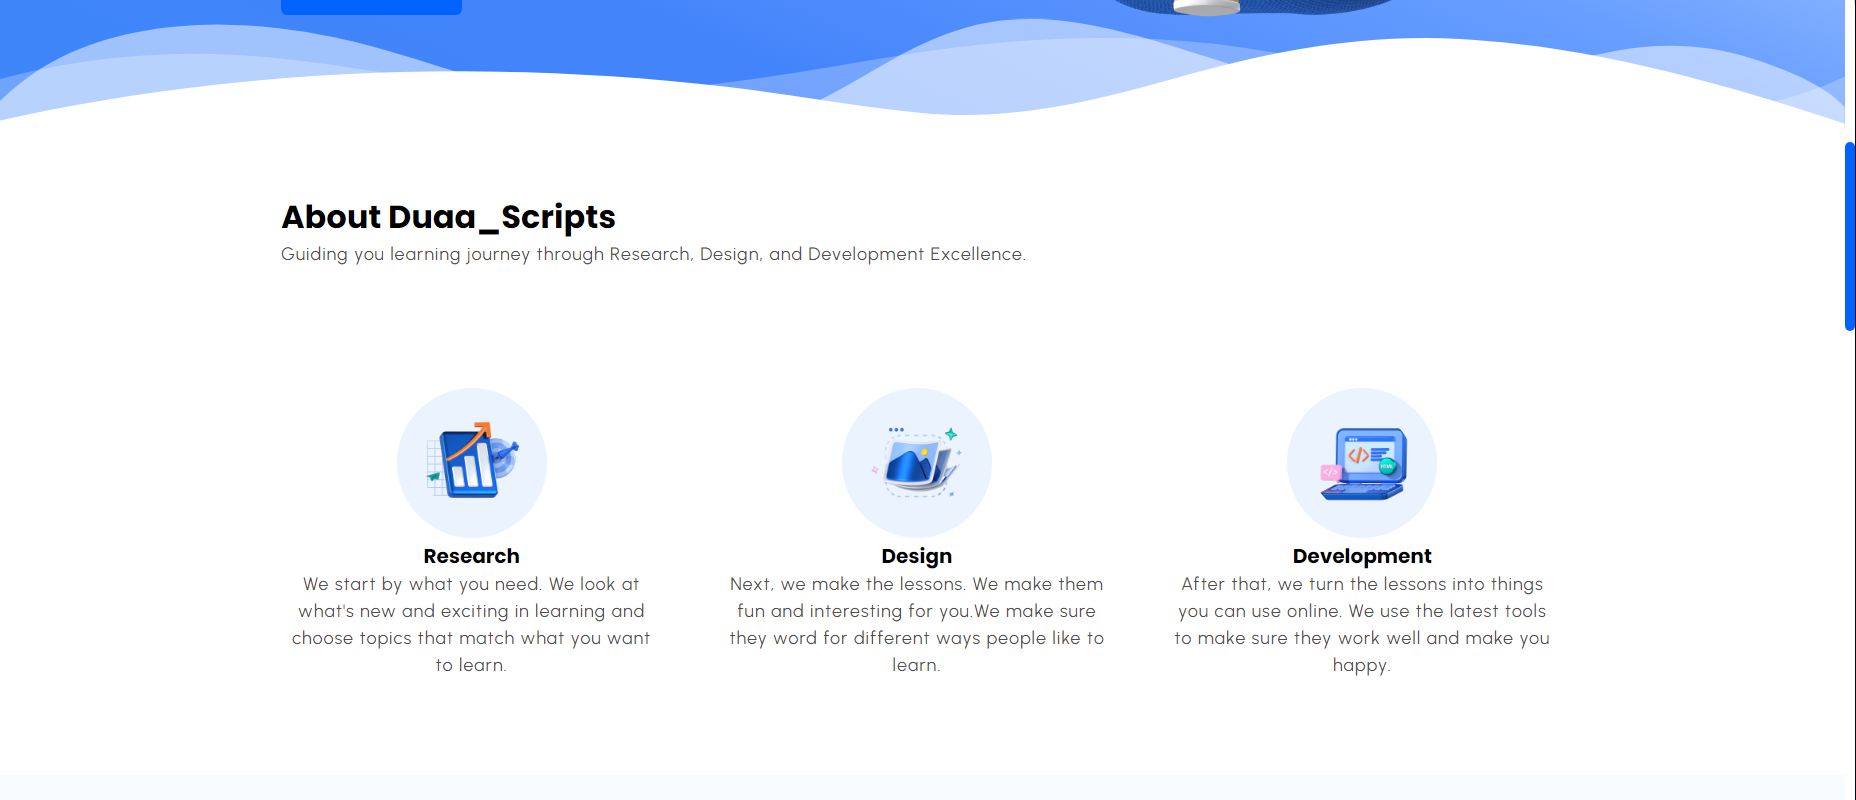 About Duaa_Scripts
Guiding you learning journey through Research, Design, and Development Excellence.
Research
We start by what you need. We look at
what's new and exciting in learning and
choose topics that match what you want
to learn.
Design
Next, we make the lessons. We make them
fun and interesting for you.We make sure
they word for different ways people like to
learn.
HTML
Development
After that, we turn the lessons into things
you can use online. We use the latest tools
to make sure they work well and make you
happy.